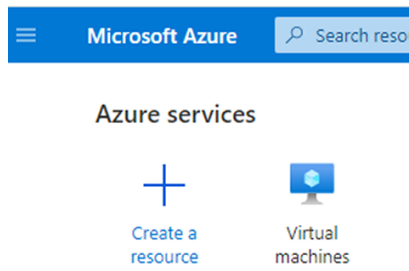 Microsoft Azure
Search reso
Azure services
Create a
resource
Virtual
machines